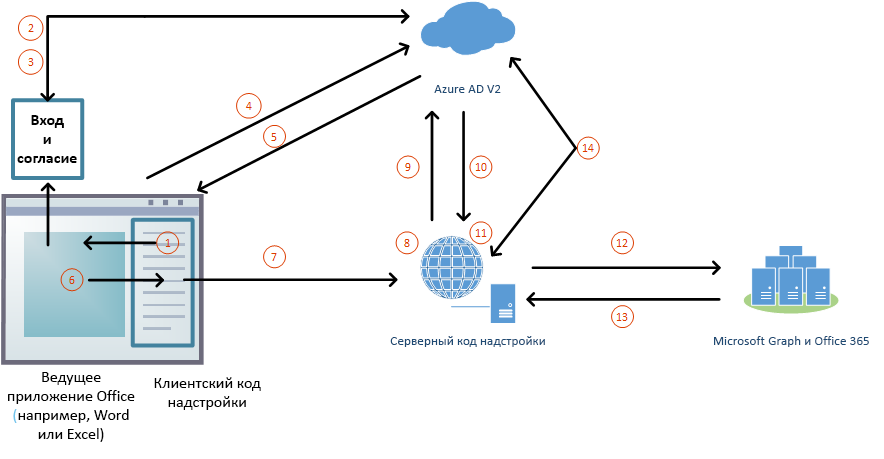 2
3
Azure AD V2
4
5
Вход
и
согласие
14
9
10
1
8
11
12
7
6
13
Серверный код надстройки
Microsoft Graph и Office 365
Ведущее
приложение Office
(например, Word
или Excel)
Клиентский код
надстройки